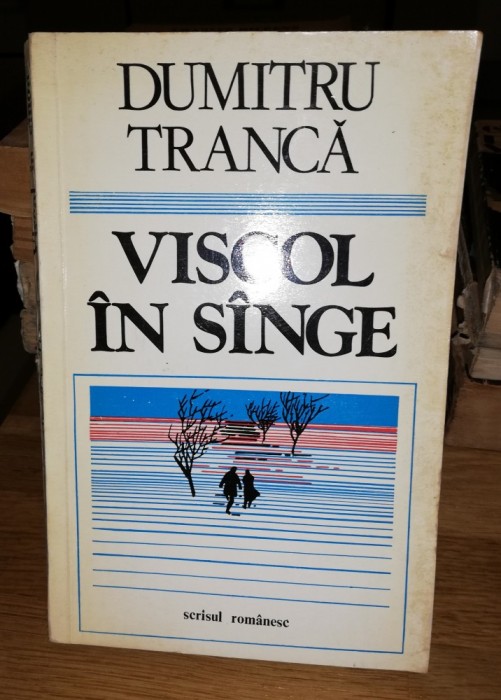 DUMITRU
TRANCĂ
VISCOL
ÎN SÎNGE
scrisul românesc